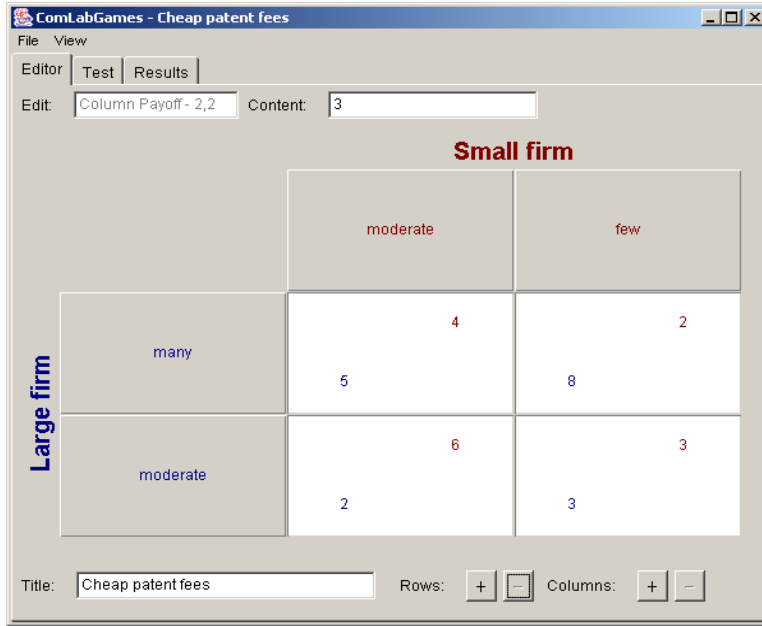 ComLabGames - Cheap patent fees
File View
Editor Test Results
Edit: Column Payoff - 2,2 Content: 3
Small firm
moderate few
4 2
many
5 8
Large firm
6 3
moderate
2 3
Title: Cheap patent fees Rows: + - Columns: + -